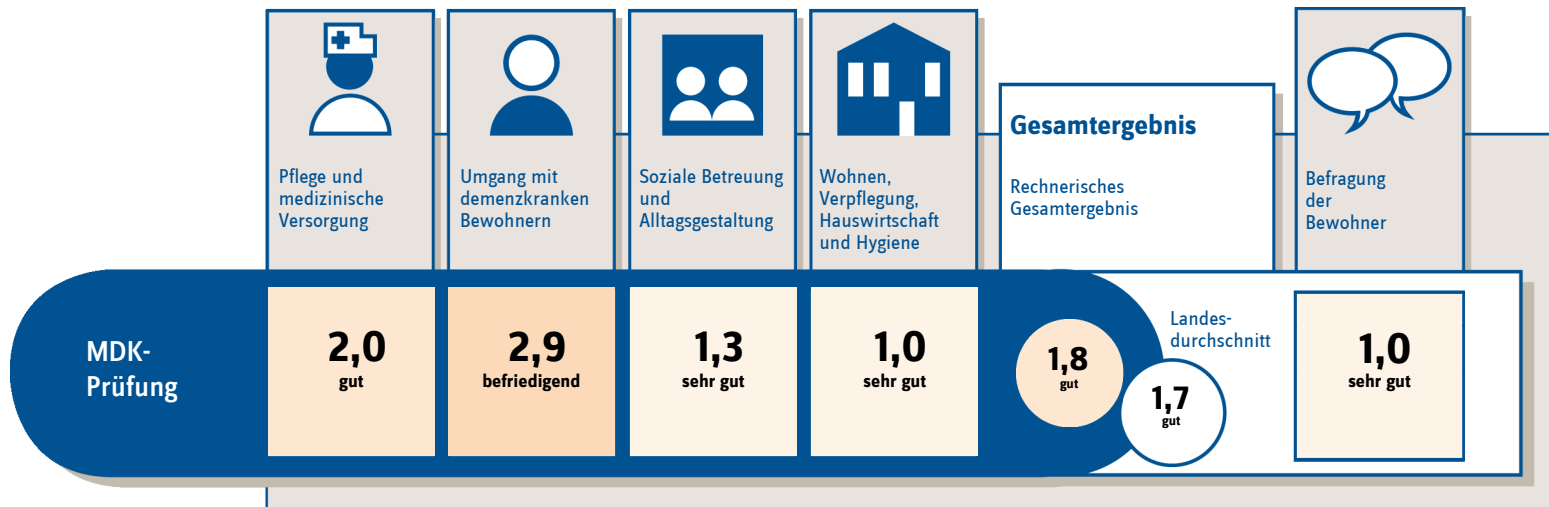 Pflege und
medizinische
Versorgung
Umgang mit
demenzkranken
Bewohnern
Soziale Betreuung
und
Alltagsgestaltung
Wohnen,
Verpflegung,
Hauswirtschaft
und Hygiene
Gesamtergebnis
Rechnerisches
Gesamtergebnis
Befragung
der
Bewohner
MDK-
Prüfung
2,0
gut
2,9
befriedigend
1,3
sehr gut
1,0
sehr gut
1,8
gut
Landes-
durchschnitt
1,7
gut
1,0
sehr gut